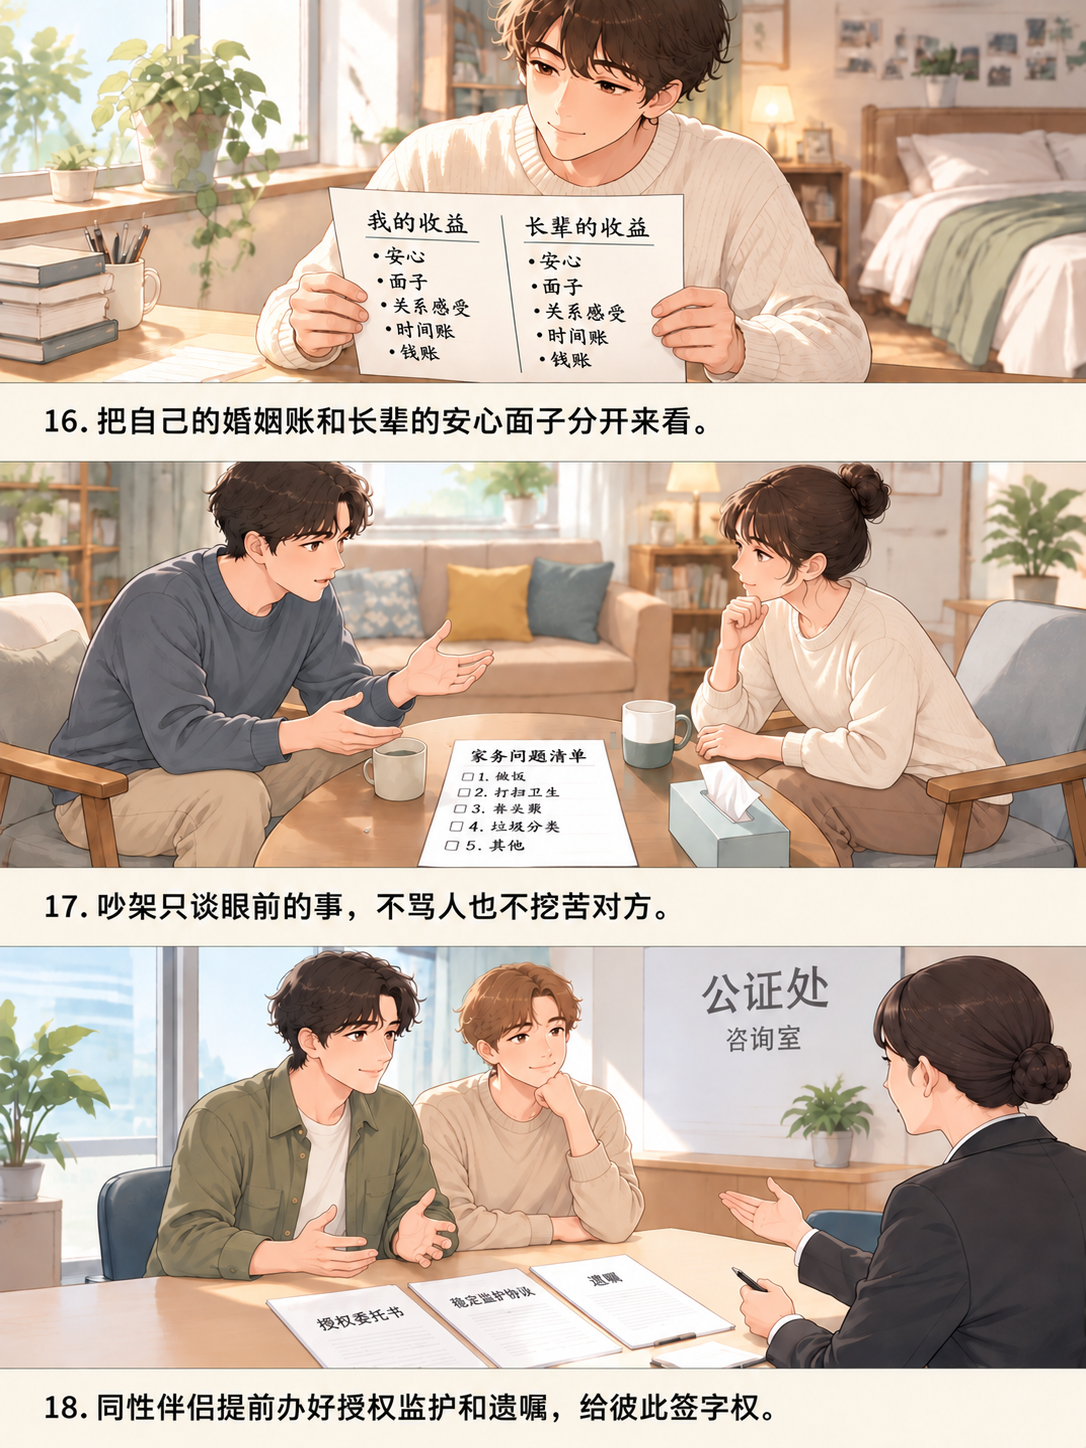 我的收益
• 安心
• 面子
• 关系感受
• 时间账
• 钱账
长辈的收益
• 安心
• 面子
• 关系感受
• 时间账
• 钱账
16. 把自己的婚姻账和长辈的安心面子分开来看。
家务问题清单
□ 1. 做饭
□ 2. 打扫卫生
□ 3.
□ 4. 垃圾分类
□ 5. 其他
17. 吵架只谈眼前的事，不骂人也不挖苦对方。
公证处
咨询室
授权委托书
监护协议
遗嘱
18. 同性伴侣提前办好授权监护和遗嘱，给彼此签字权。